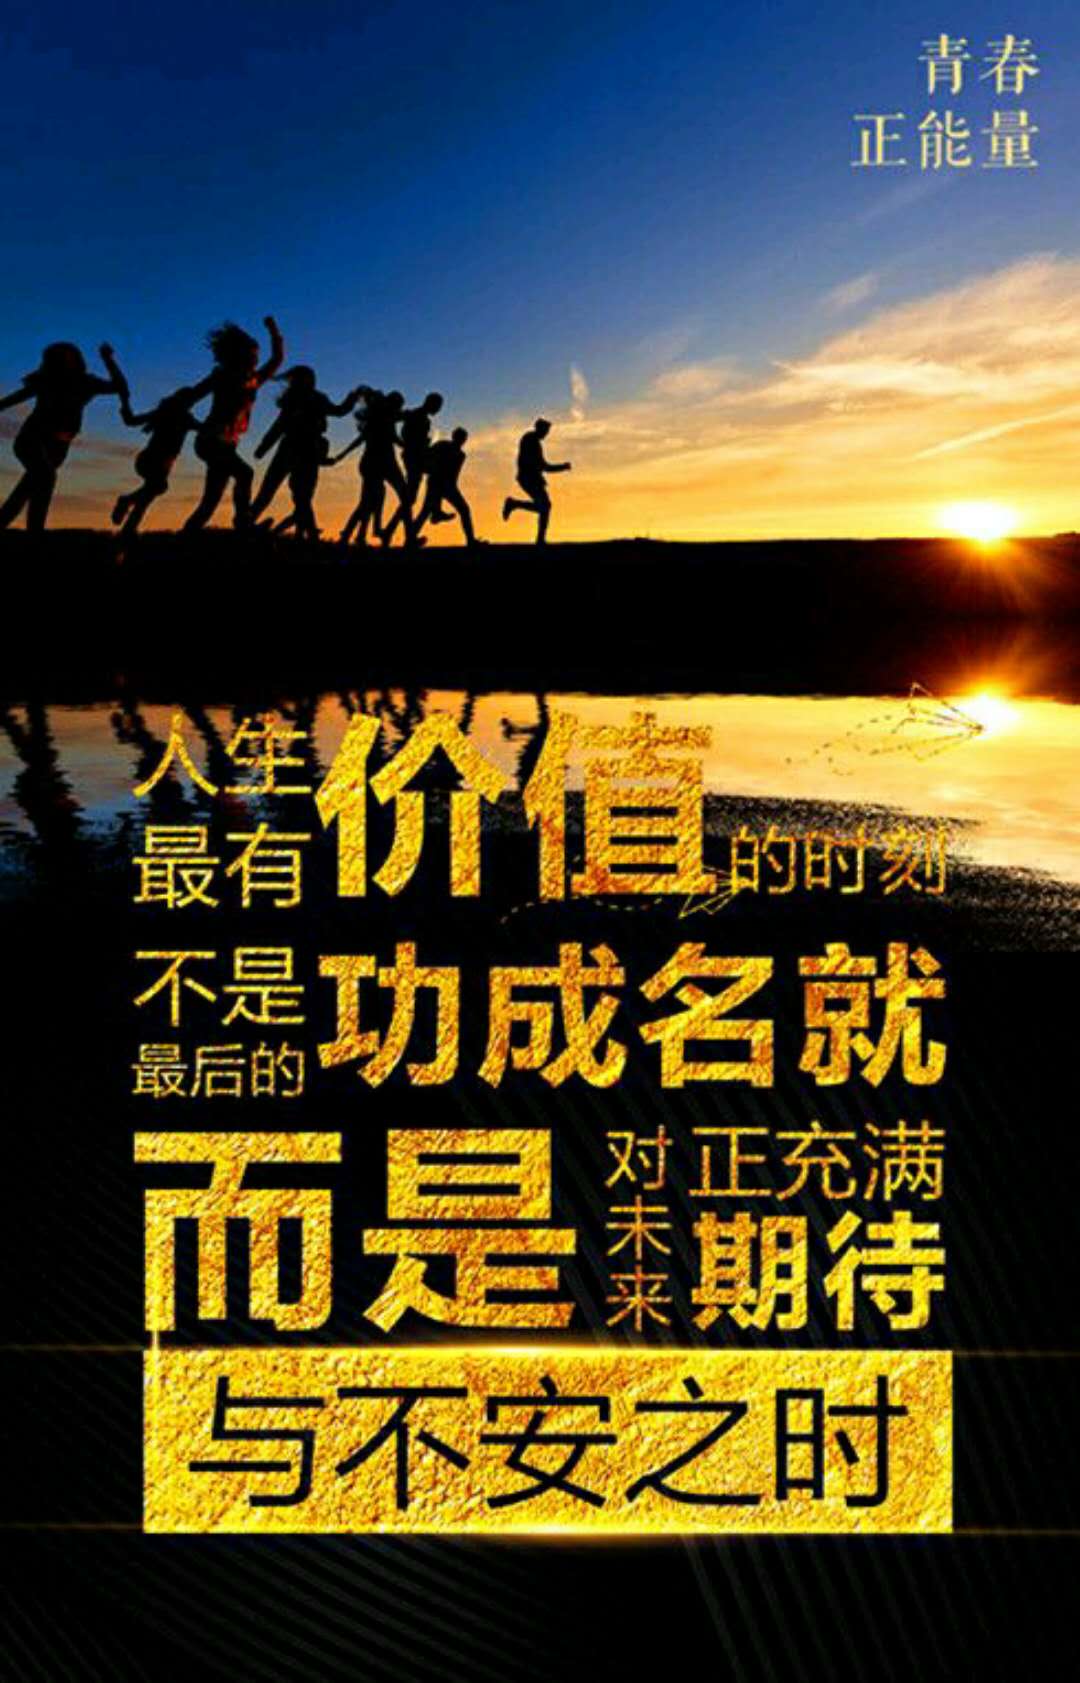 青春
正能量
人生
最有价值的时刻
不是
最后的功成名就
而是对未来正充满
期待
与不安之时